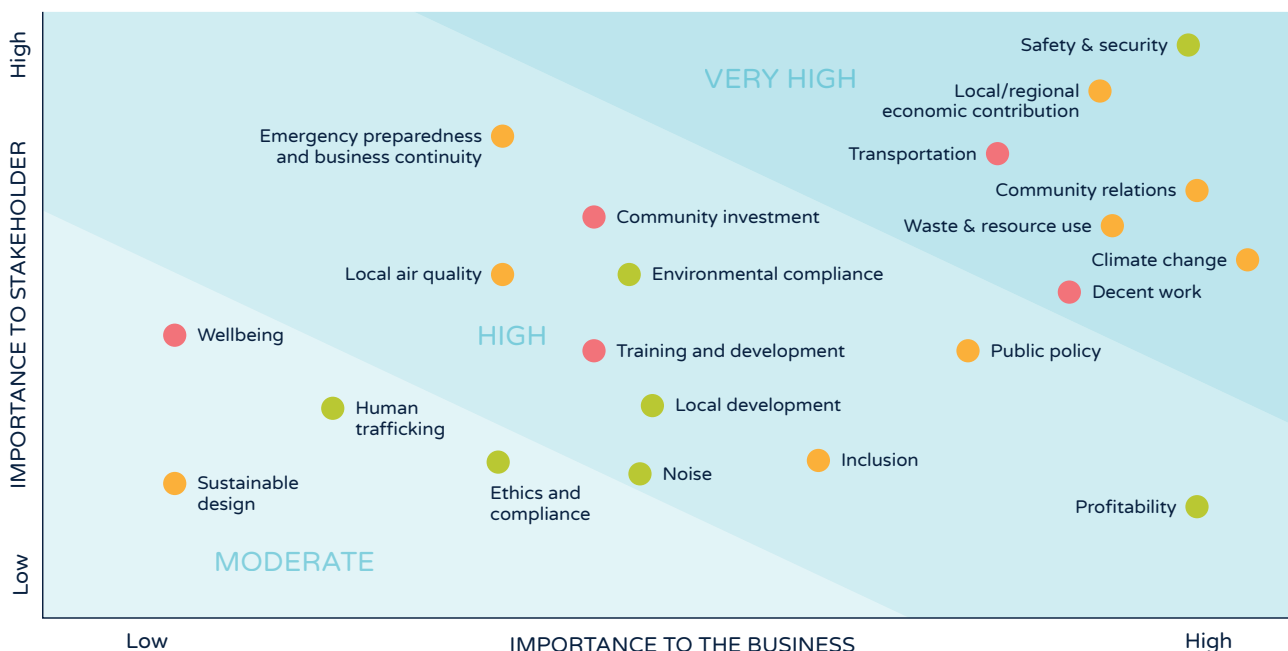 High
Safety & security
VERY HIGH
Local/regional
economic contribution
Emergency preparedness
and business continuity
Transportation
Community relations
Community investment
Waste & resource use
Climate change
Local air quality
Environmental compliance
Decent work
IMPORTANCE TO STAKEHOLDER
Wellbeing
HIGH
Training and development
Public policy
Human
trafficking
Local development
Inclusion
Noise
Sustainable
design
Ethics and
compliance
Profitability
MODERATE
Low
Low
IMPORTANCE TO THE BUSINESS
High